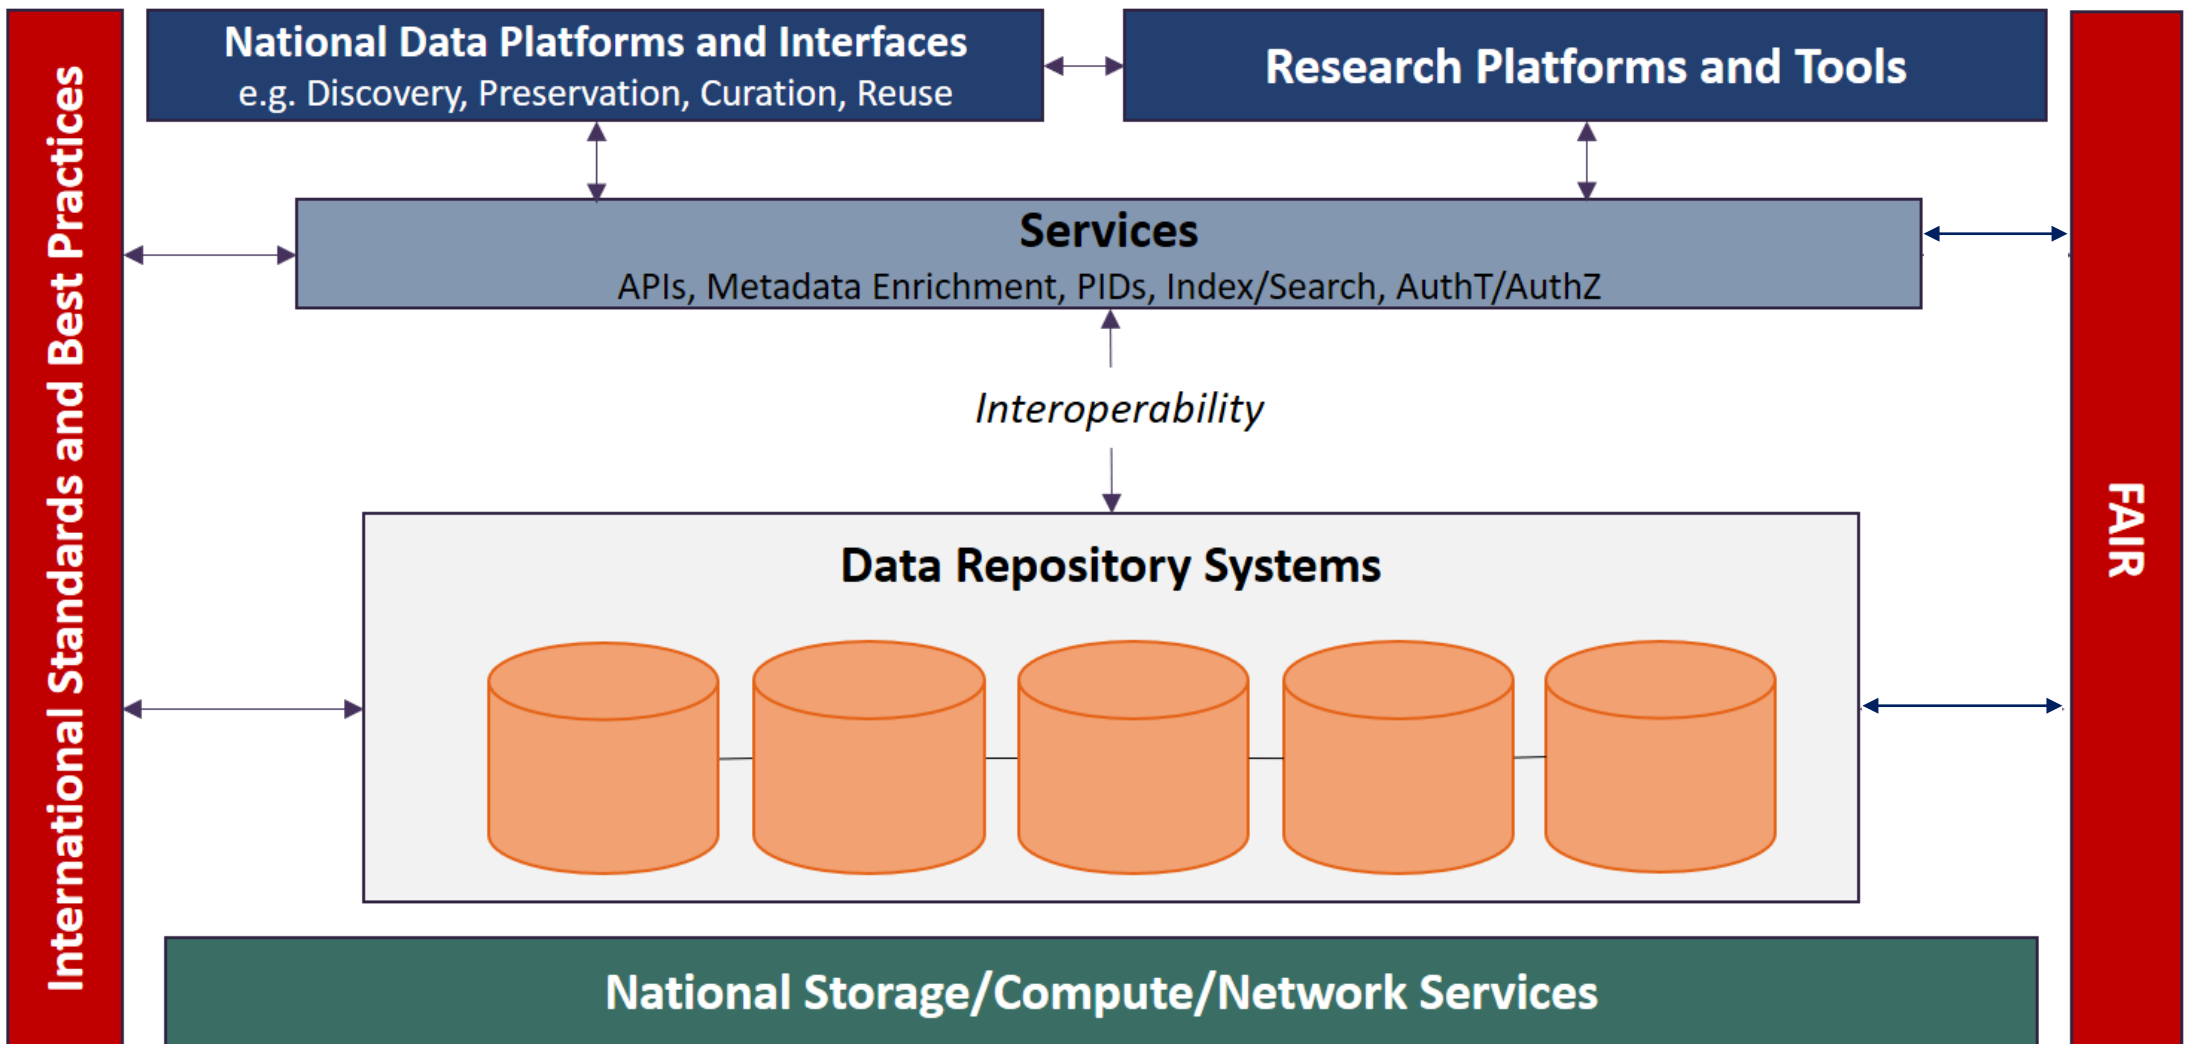 International Standards and Best Practices
National Data Platforms and Interfaces
e.g. Discovery, Preservation, Curation, Reuse
Research Platforms and Tools
Services
APIs, Metadata Enrichment, PIDs, Index/Search, AuthT/AuthZ
Interoperability
Data Repository Systems
National Storage/Compute/Network Services
FAIR